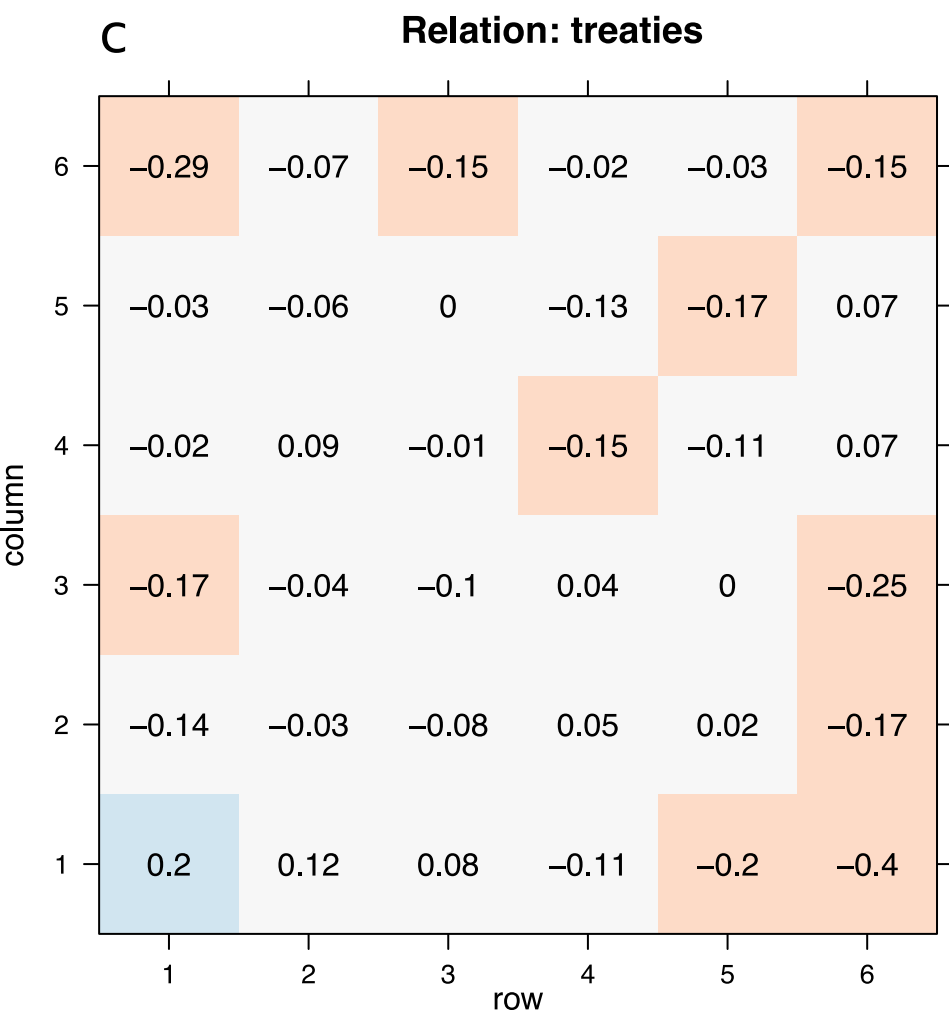 C
Relation: treaties
6 −0.29 −0.07 −0.15 −0.02 −0.03 −0.15
5 −0.03 −0.06 0 −0.13 −0.17 0.07
4 −0.02 0.09 −0.01 −0.15 −0.11 0.07
column
3 −0.17 −0.04 −0.1 0.04 0 −0.25
2 −0.14 −0.03 −0.08 0.05 0.02 −0.17
1 0.2 0.12 0.08 −0.11 −0.2 −0.4
1 2 3 4 5 6
row